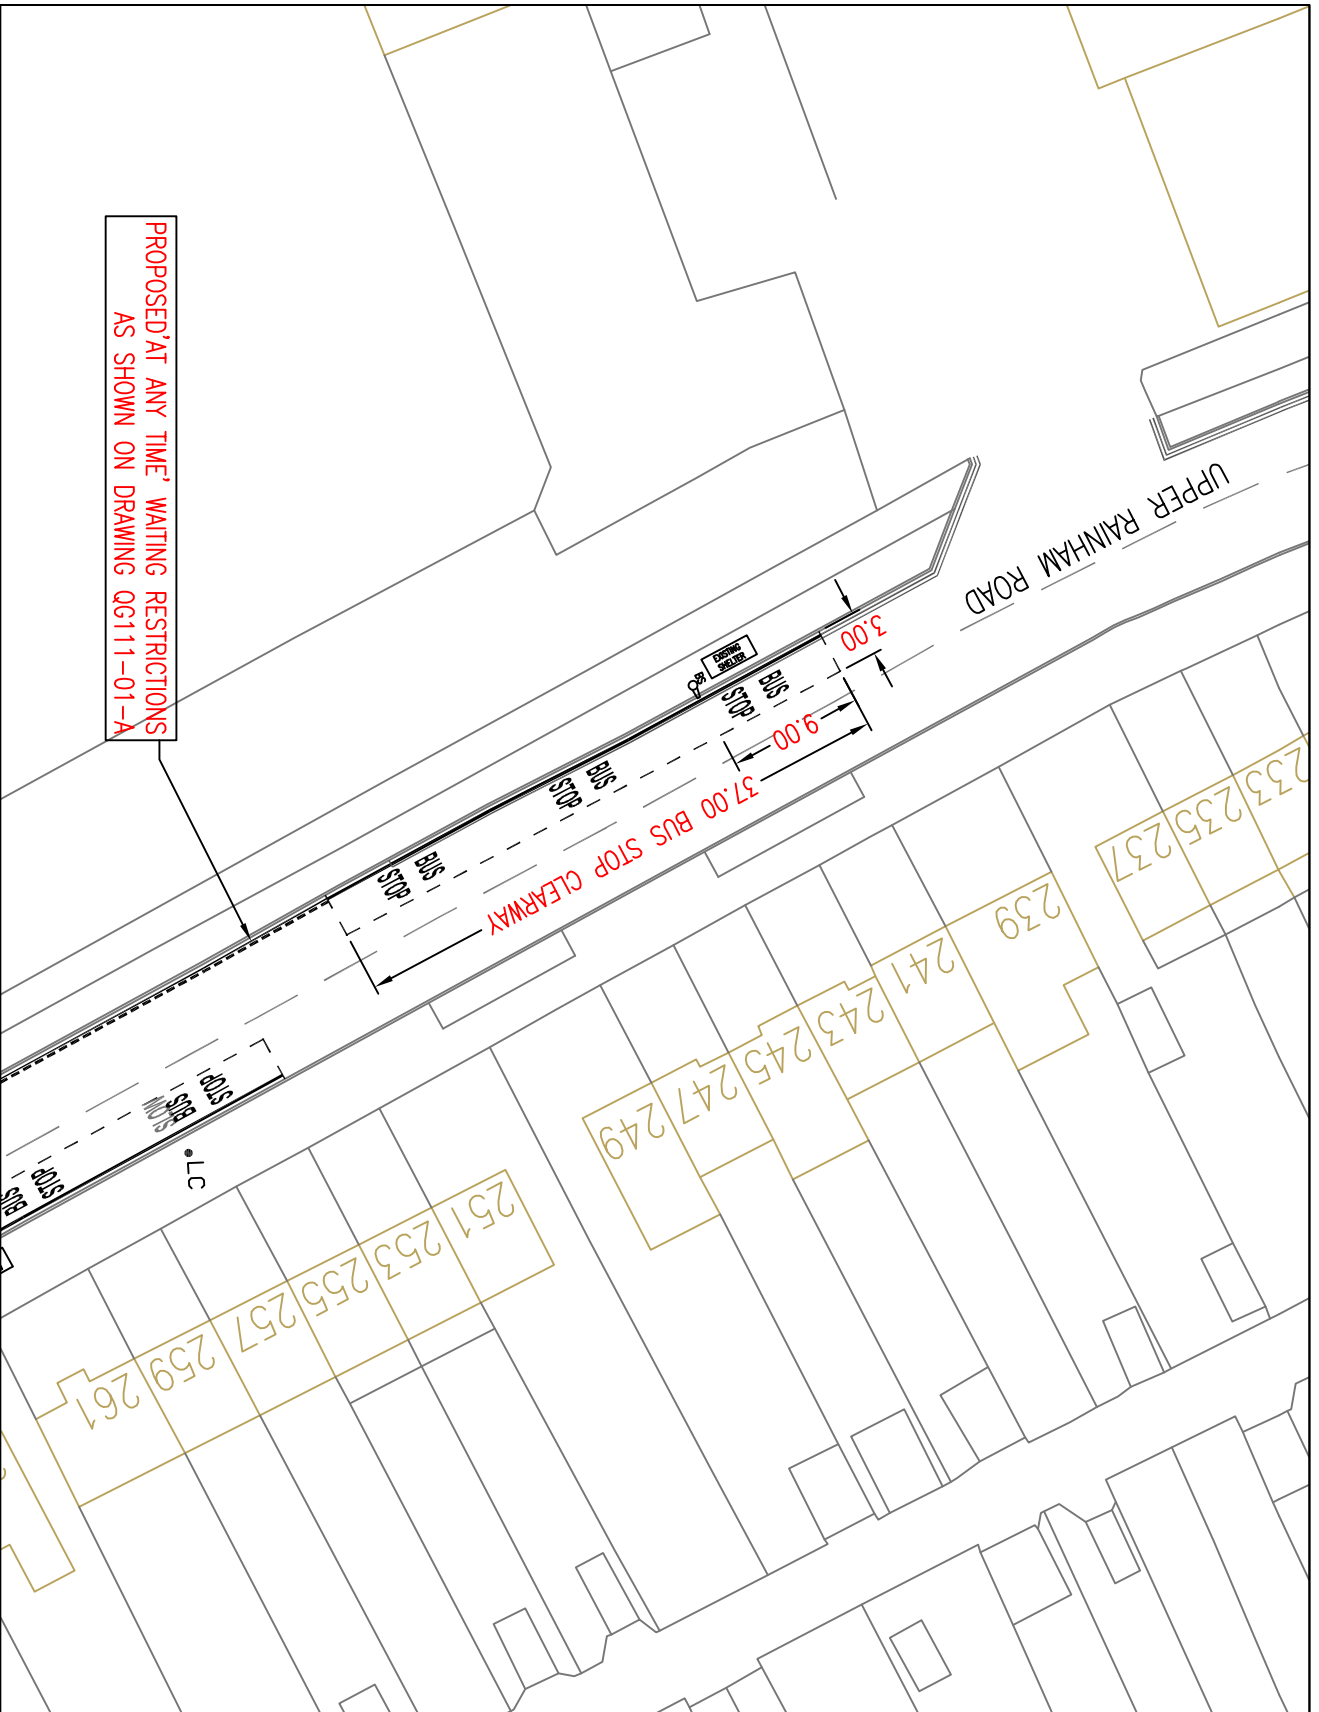 PROPOSED'AT ANY TIME' WAITING RESTRICTIONS
AS SHOWN ON DRAWING QG111-01-A
UPPER RAINHAM ROAD
3.00
9.00
37.00 BUS STOP CLEARWAY
EXISTING
SHELTER
BS
BUS
STOP
BUS
STOP
BUS
STOP
STOP
BUS
SLOW
STOP
BUS
LC
233
235
237
239
241
243
245
247
249
251
253
255
257
259
261